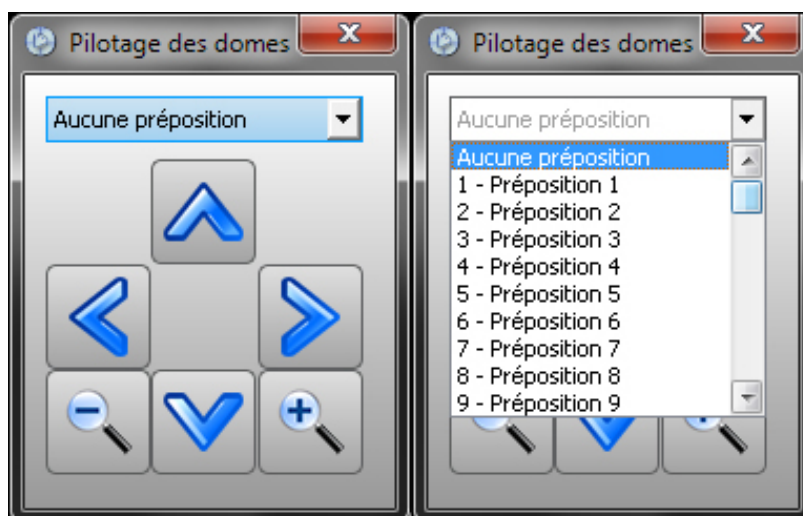 Pilotage des domes
Aucune préposition
Pilotage des domes
Aucune préposition
Aucune préposition
1 - Préposition 1
2 - Préposition 2
3 - Préposition 3
4 - Préposition 4
5 - Préposition 5
6 - Préposition 6
7 - Préposition 7
8 - Préposition 8
9 - Préposition 9